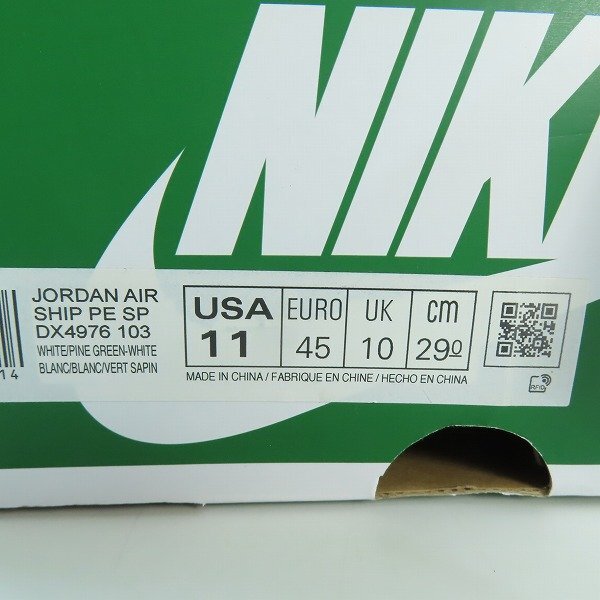 NIK
JORDAN AIR
SHIP PE SP
DX4976 103
WHITE/PINE GREEN-WHITE
BLANC/BLANC/VERT SAPIN
14
USA
11
EURO
45
UK
10
cm
29.0
MADE IN CHINA / FABRIQUE EN CHINE / HECHO EN CHINA
RFID